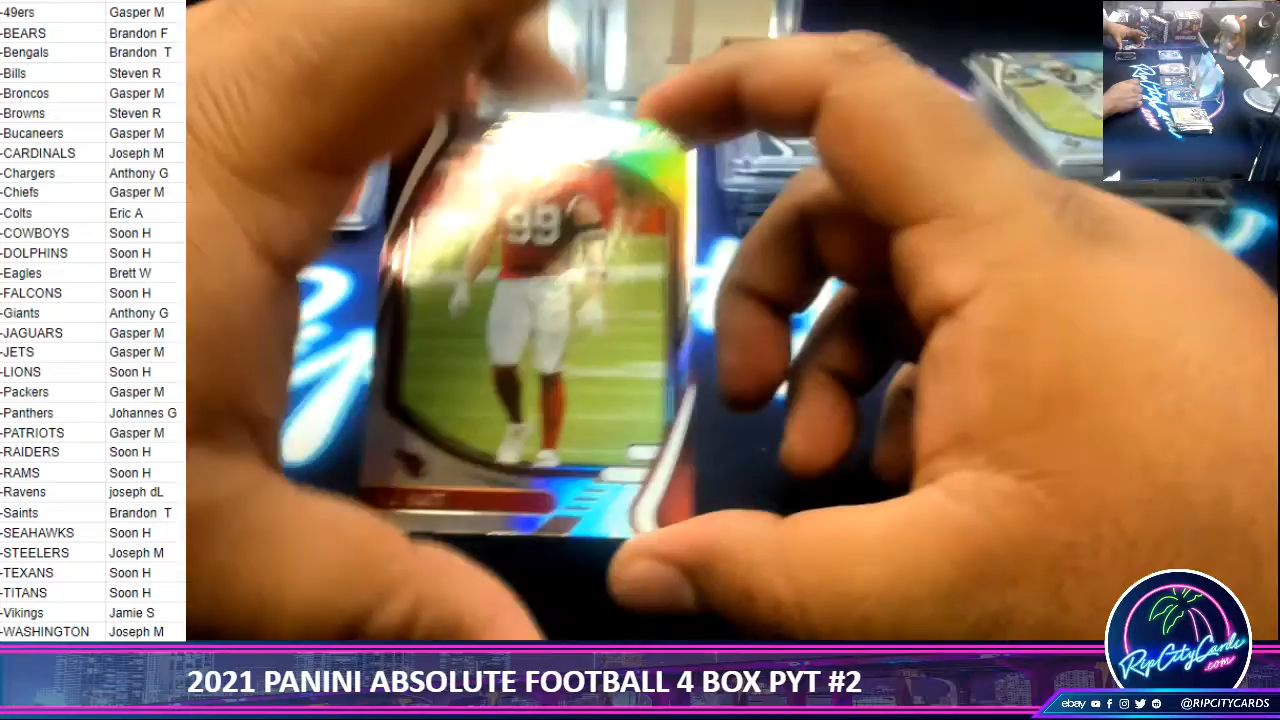 -49ers Gasper M
-BEARS Brandon F
-Bengals Brandon T
-Bills Steven R
-Broncos Gasper M
-Browns Steven R
-Bucaneers Gasper M
-CARDINALS Joseph M
-Chargers Anthony G
-Chiefs Gasper M
-Colts Eric A
-COWBOYS Soon H
-DOLPHINS Soon H
-Eagles Brett W
-FALCONS Soon H
-Giants Anthony G
-JAGUARS Gasper M
-JETS Gasper M
-LIONS Soon H
-Packers Gasper M
-Panthers Johannes G
-PATRIOTS Gasper M
-RAIDERS Soon H
-RAMS Soon H
-Ravens joseph dL
-Saints Brandon T
-SEAHAWKS Soon H
-STEELERS Joseph M
-TEXANS Soon H
-TITANS Soon H
-Vikings Jamie S
-WASHINGTON Joseph M
99
RipCityCards
.com
2021 PANINI ABSOLUTE FOOTBALL 4 BOX PYT #2
ebay @RIPCITYCARDS